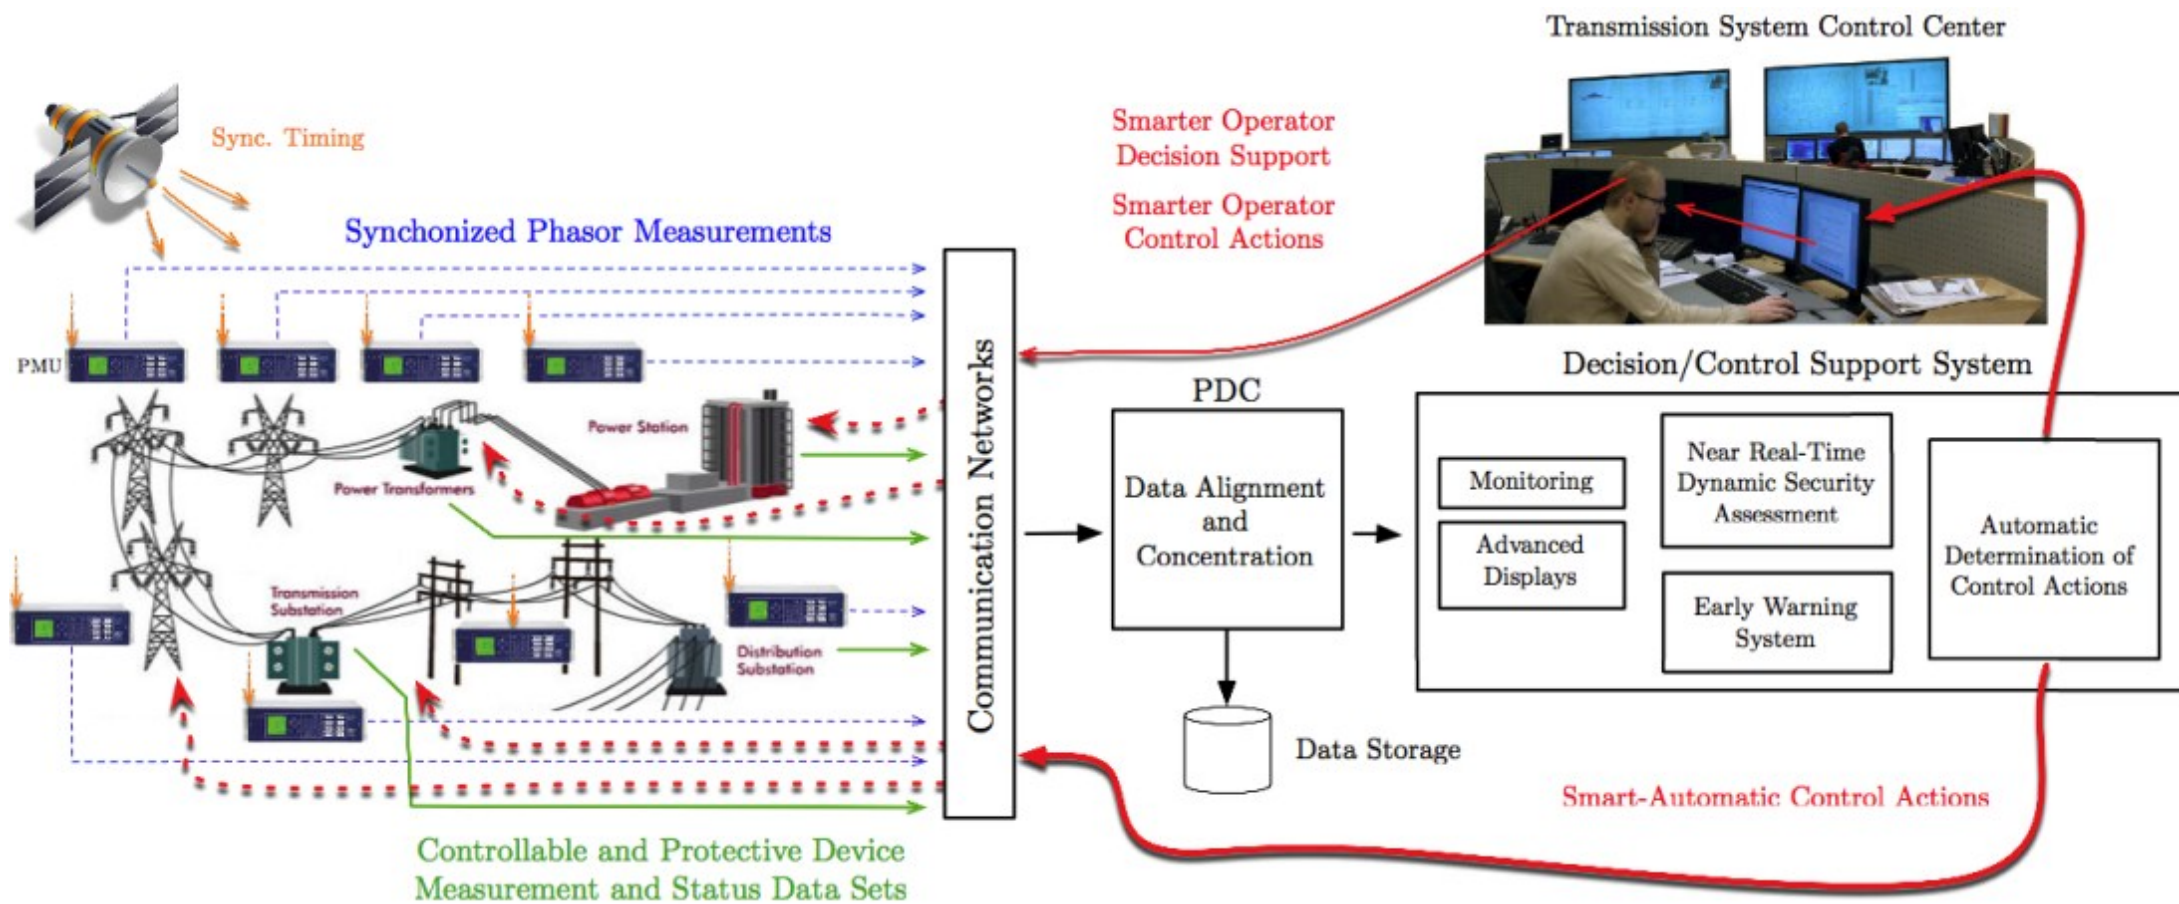 Transmission System Control Center
Sync. Timing
Smarter Operator
Decision Support
Smarter Operator
Control Actions
Synchonized Phasor Measurements
PMU
Power Station
Power Transformers
Transmission
Substation
Distribution
Substation
Communication Networks
PDC
Data Alignment
and
Concentration
Data Storage
Decision/Control Support System
Monitoring
Advanced
Displays
Near Real-Time
Dynamic Security
Assessment
Early Warning
System
Automatic
Determination of
Control Actions
Smart-Automatic Control Actions
Controllable and Protective Device
Measurement and Status Data Sets